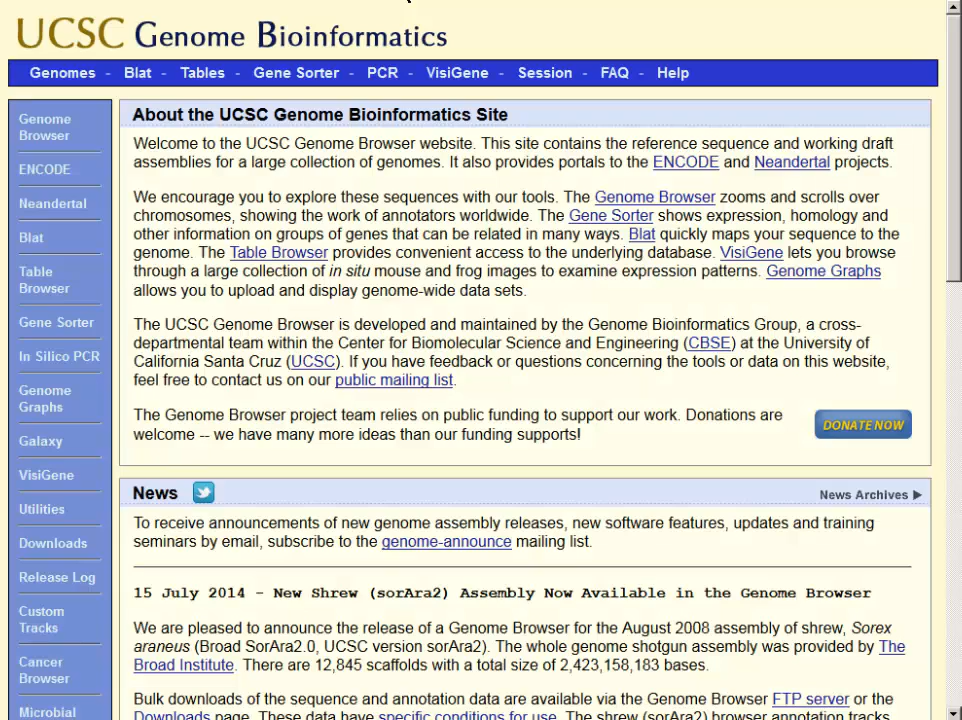 UCSC Genome Bioinformatics
Genomes - Blat - Tables - Gene Sorter - PCR - VisiGene - Session - FAQ - Help
Genome
Browser
ENCODE
Neandertal
Blat
Table
Browser
Gene Sorter
In Silico PCR
Genome
Graphs
Galaxy
VisiGene
Utilities
Downloads
Release Log
Custom
Tracks
Cancer
Browser
Microbial
About the UCSC Genome Bioinformatics Site
Welcome to the UCSC Genome Browser website. This site contains the reference sequence and working draft
assemblies for a large collection of genomes. It also provides portals to the ENCODE and Neandertal projects.
We encourage you to explore these sequences with our tools. The Genome Browser zooms and scrolls over
chromosomes, showing the work of annotators worldwide. The Gene Sorter shows expression, homology and
other information on groups of genes that can be related in many ways. Blat quickly maps your sequence to the
genome. The Table Browser provides convenient access to the underlying database. VisiGene lets you browse
through a large collection of in situ mouse and frog images to examine expression patterns. Genome Graphs
allows you to upload and display genome-wide data sets.
The UCSC Genome Browser is developed and maintained by the Genome Bioinformatics Group, a cross-
departmental team within the Center for Biomolecular Science and Engineering (CBSE) at the University of
California Santa Cruz (UCSC). If you have feedback or questions concerning the tools or data on this website,
feel free to contact us on our public mailing list.
The Genome Browser project team relies on public funding to support our work. Donations are
welcome -- we have many more ideas than our funding supports!
DONATE NOW
News
News Archives ▶
To receive announcements of new genome assembly releases, new software features, updates and training
seminars by email, subscribe to the genome-announce mailing list.
15 July 2014 - New Shrew (sorAra2) Assembly Now Available in the Genome Browser
We are pleased to announce the release of a Genome Browser for the August 2008 assembly of shrew, Sorex
araneus (Broad SorAra2.0, UCSC version sorAra2). The whole genome shotgun assembly was provided by The
Broad Institute. There are 12,845 scaffolds with a total size of 2,423,158,183 bases.
Bulk downloads of the sequence and annotation data are available via the Genome Browser FTP server or the
Downloads page. These data have specific conditions for use. The shrew (sorAra2) browser annotation tracks